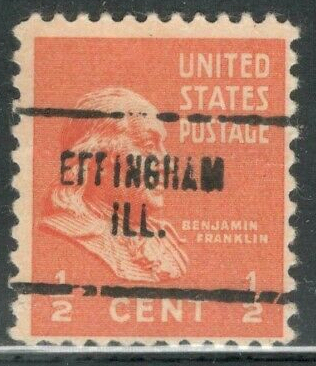 UNITED
STATES
POSTAGE
EFFINGHAM
ILL.
BENJAMIN
FRANKLIN
1/2 CENT 1/2